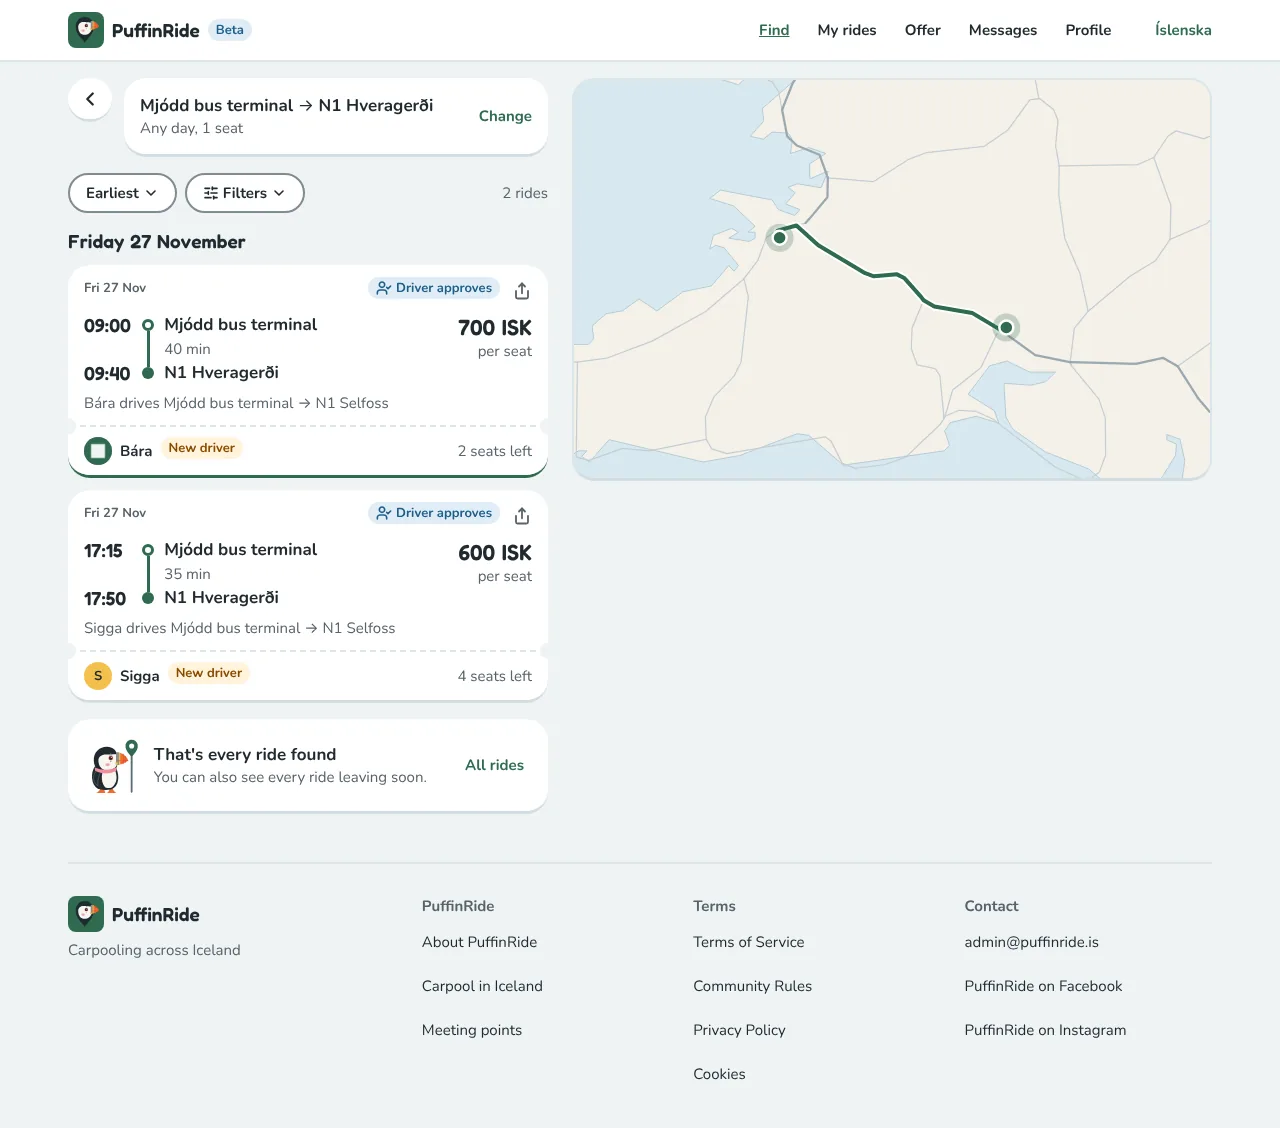 PuffinRide Beta
Find My rides Offer Messages Profile Íslenska
Mjódd bus terminal → N1 Hveragerði
Any day, 1 seat
Change
Earliest Filters 2 rides
Friday 27 November
Fri 27 Nov Driver approves
09:00 Mjódd bus terminal 700 ISK
40 min per seat
09:40 N1 Hveragerði
Bára drives Mjódd bus terminal → N1 Selfoss
Bára New driver 2 seats left
Fri 27 Nov Driver approves
17:15 Mjódd bus terminal 600 ISK
35 min per seat
17:50 N1 Hveragerði
Sigga drives Mjódd bus terminal → N1 Selfoss
S Sigga New driver 4 seats left
That's every ride found
You can also see every ride leaving soon.
All rides
PuffinRide
Carpooling across Iceland
PuffinRide
About PuffinRide
Carpool in Iceland
Meeting points
Terms
Terms of Service
Community Rules
Privacy Policy
Cookies
Contact
admin@puffinride.is
PuffinRide on Facebook
PuffinRide on Instagram